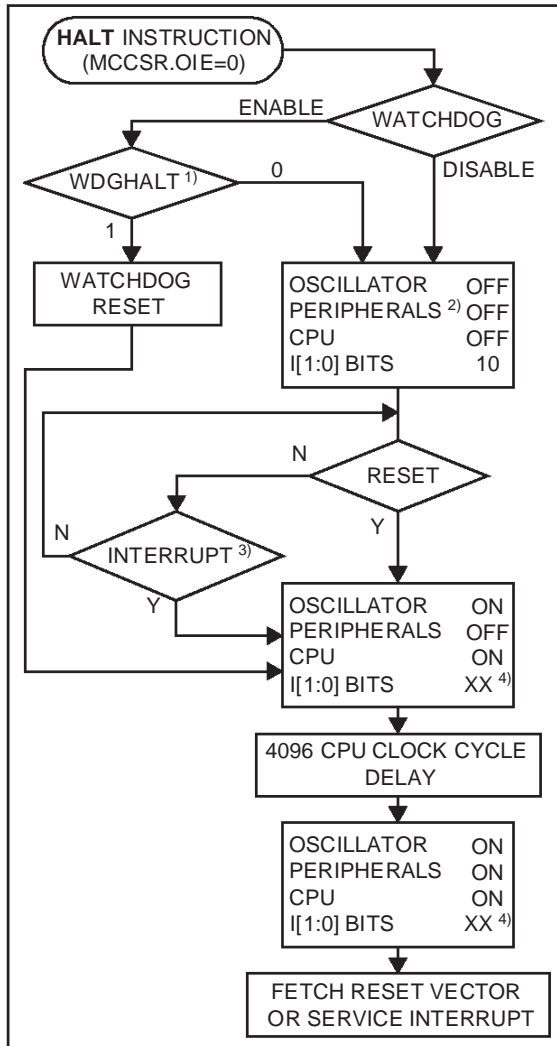 HALT INSTRUCTION
(MCCSR.OIE=0)
ENABLE
WATCHDOG
WDGHALT 1)
0
DISABLE
1
WATCHDOG
RESET
OSCILLATOR OFF
PERIPHERALS 2) OFF
CPU OFF
I[1:0] BITS 10
N
RESET
N
INTERRUPT 3)
Y
Y
OSCILLATOR ON
PERIPHERALS OFF
CPU ON
I[1:0] BITS XX 4)
4096 CPU CLOCK CYCLE
DELAY
OSCILLATOR ON
PERIPHERALS ON
CPU ON
I[1:0] BITS XX 4)
FETCH RESET VECTOR
OR SERVICE INTERRUPT